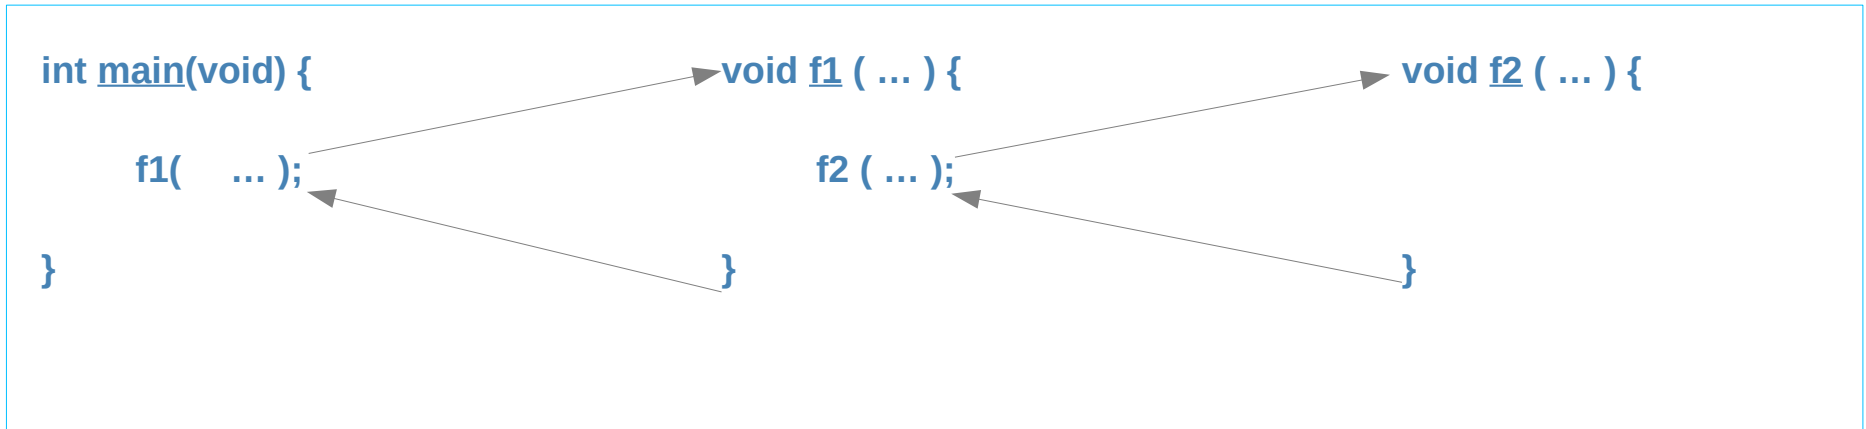 int main(void) { void f1 ( … ) { void f2 ( … ) {
f1( … ); f2 ( … );
} } }